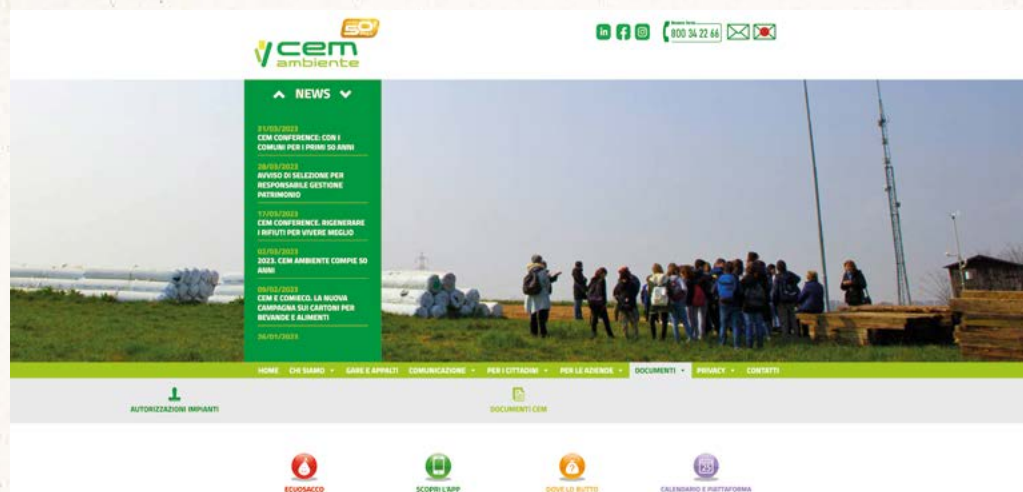 50
cem
ambiente
in
800 34 22 66
NEWS
31/03/2023
CEM CONFERENCE: CON I
COMUNI PER I PRIMI 50 ANNI
28/03/2023
AVVISO DI SELEZIONE PER
RESPONSABILE GESTIONE
PATRIMONIO
17/03/2023
CEM CONFERENCE. RIGENERARE
I RIFIUTI PER VIVERE MEGLIO
02/03/2023
2023. CEM AMBIENTE COMPIE 50
ANNI
09/02/2023
CEM E COMIECO. LA NUOVA
CAMPAGNA SUI CARTONI PER
BEVANDE E ALIMENTI
26/01/2023
HOME CHI SIAMO GARE E APPALTI COMUNICAZIONE PER I CITTADINI PER LE AZIENDE DOCUMENTI PRIVACY CONTATTI
AUTORIZZAZIONI IMPIANTI DOCUMENTI CEM
25
ECUOSACCO SCOPRI L'APP DOVE LO BUTTO CALENDARIO E PIATTAFORMA